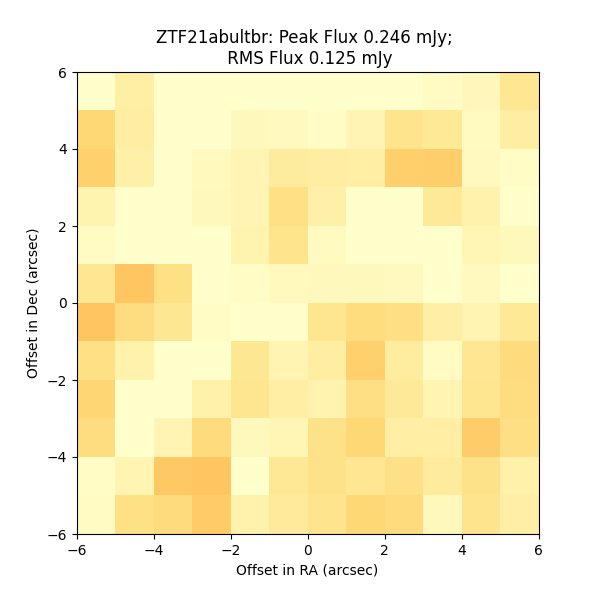 ZTF21abultbr: Peak Flux 0.246 mJy;
RMS Flux 0.125 mJy
6
4
2
0
−2
−4
−6
Offset in Dec (arcsec)
−6 −4 −2 0 2 4 6
Offset in RA (arcsec)